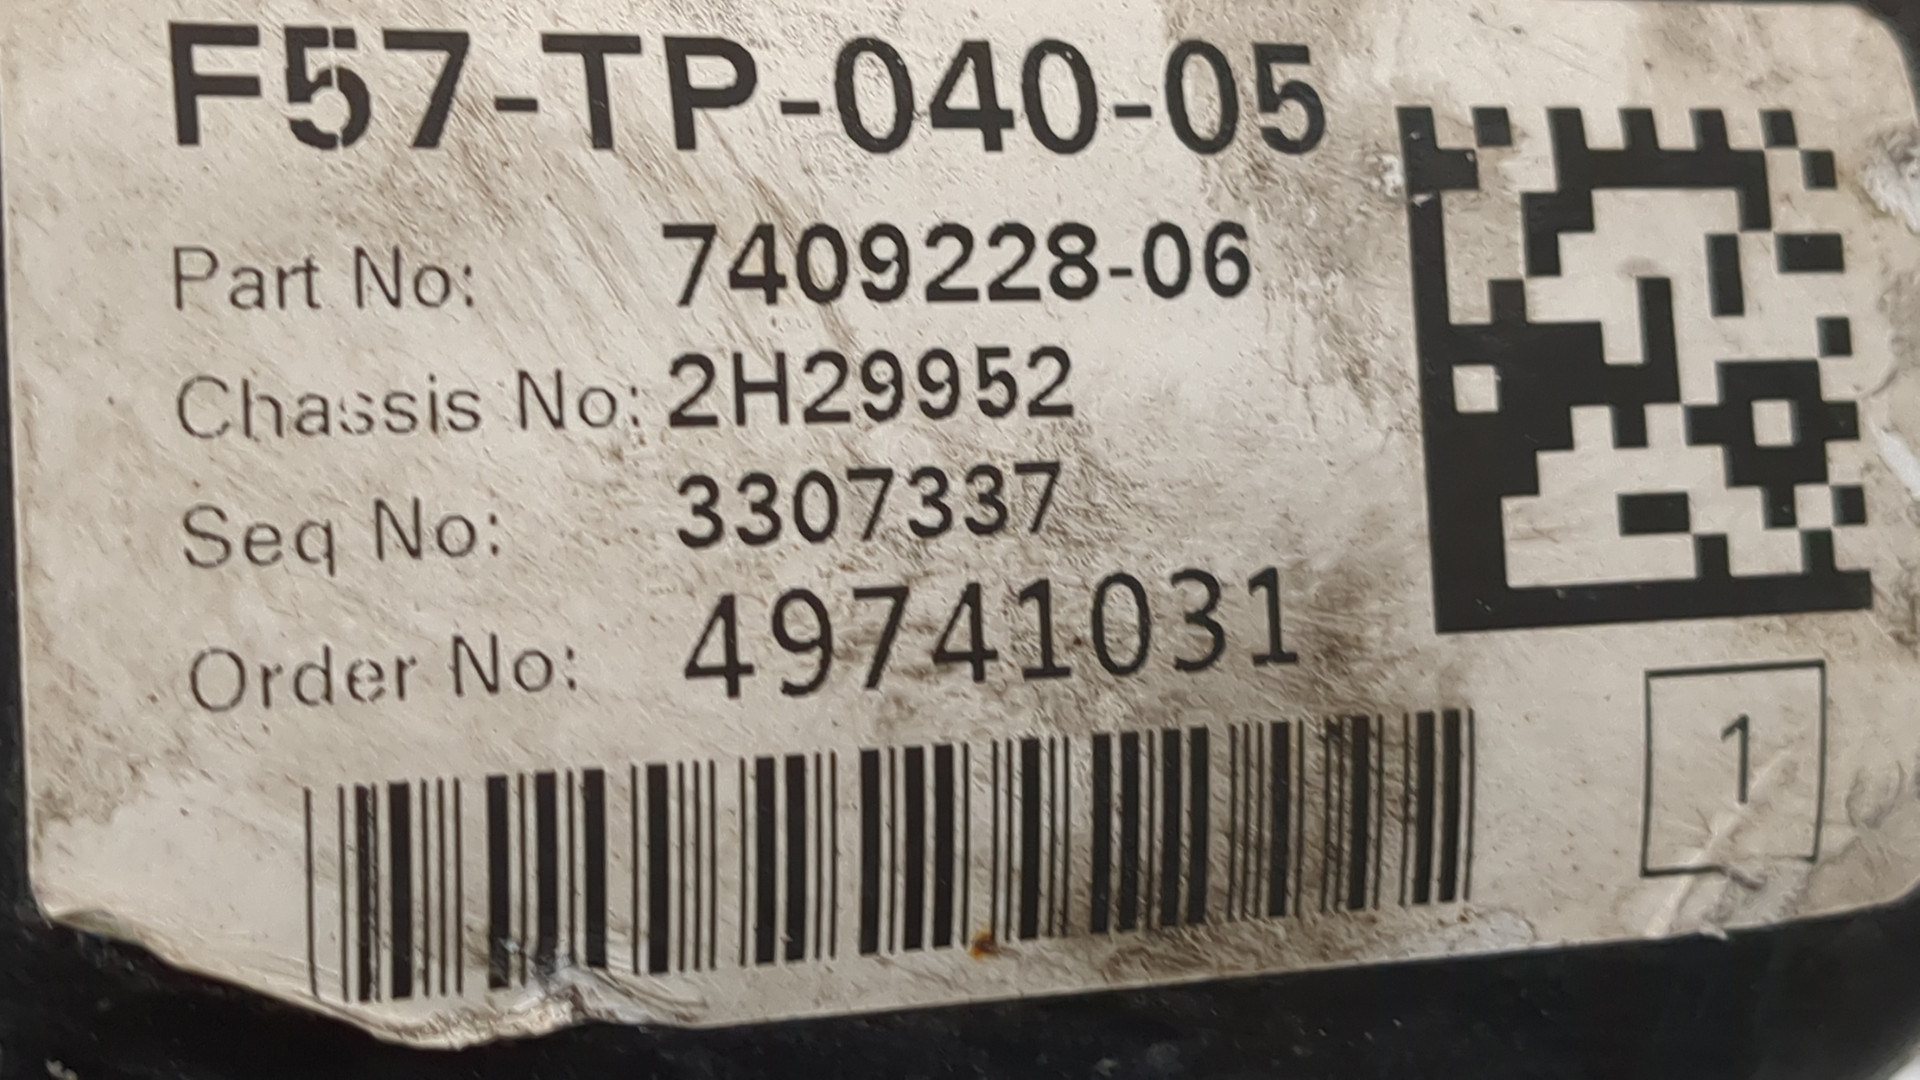 F57-TP-040-05
Part No: 7409228-06
Chassis No: 2H29952
Seq No: 3307337
Order No: 49741031
1